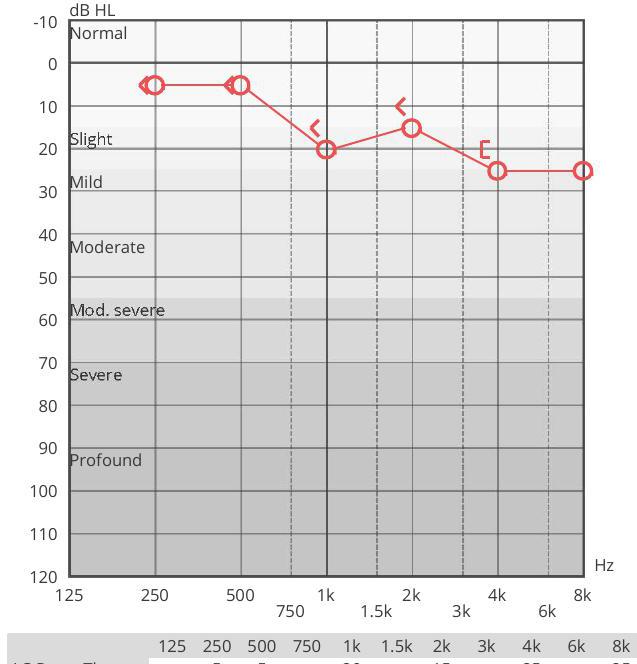 dB HL
-10
Normal
0
10
Slight
20
Mild
30
40
Moderate
50
Mod. severe
60
70
Severe
80
90
Profound
100
110
120
Hz
125 250 500 1k 2k 4k 8k
750 1.5k 3k 6k
125 250 500 750 1k 1.5k 2k 3k 4k 6k 8k